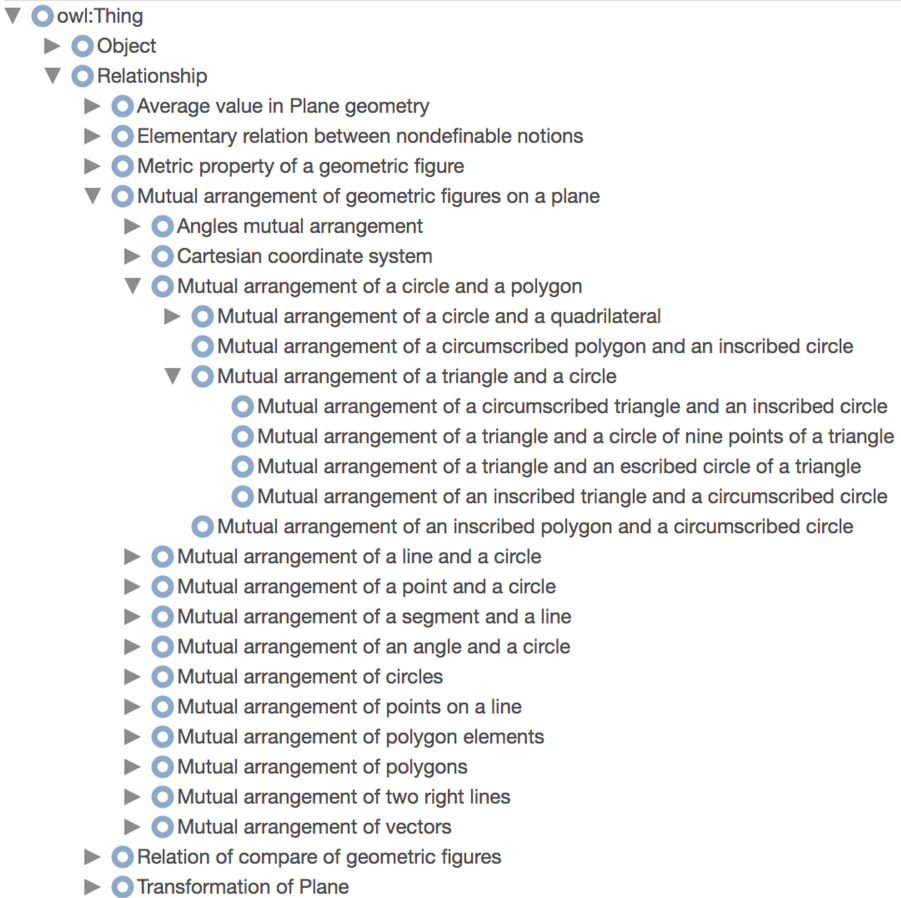 owl:Thing
Object
Relationship
Average value in Plane geometry
Elementary relation between nondefinable notions
Metric property of a geometric figure
Mutual arrangement of geometric figures on a plane
Angles mutual arrangement
Cartesian coordinate system
Mutual arrangement of a circle and a polygon
Mutual arrangement of a circle and a quadrilateral
Mutual arrangement of a circumscribed polygon and an inscribed circle
Mutual arrangement of a triangle and a circle
Mutual arrangement of a circumscribed triangle and an inscribed circle
Mutual arrangement of a triangle and a circle of nine points of a triangle
Mutual arrangement of a triangle and an escribed circle of a triangle
Mutual arrangement of an inscribed triangle and a circumscribed circle
Mutual arrangement of an inscribed polygon and a circumscribed circle
Mutual arrangement of a line and a circle
Mutual arrangement of a point and a circle
Mutual arrangement of a segment and a line
Mutual arrangement of an angle and a circle
Mutual arrangement of circles
Mutual arrangement of points on a line
Mutual arrangement of polygon elements
Mutual arrangement of polygons
Mutual arrangement of two right lines
Mutual arrangement of vectors
Relation of compare of geometric figures
Transformation of Plane